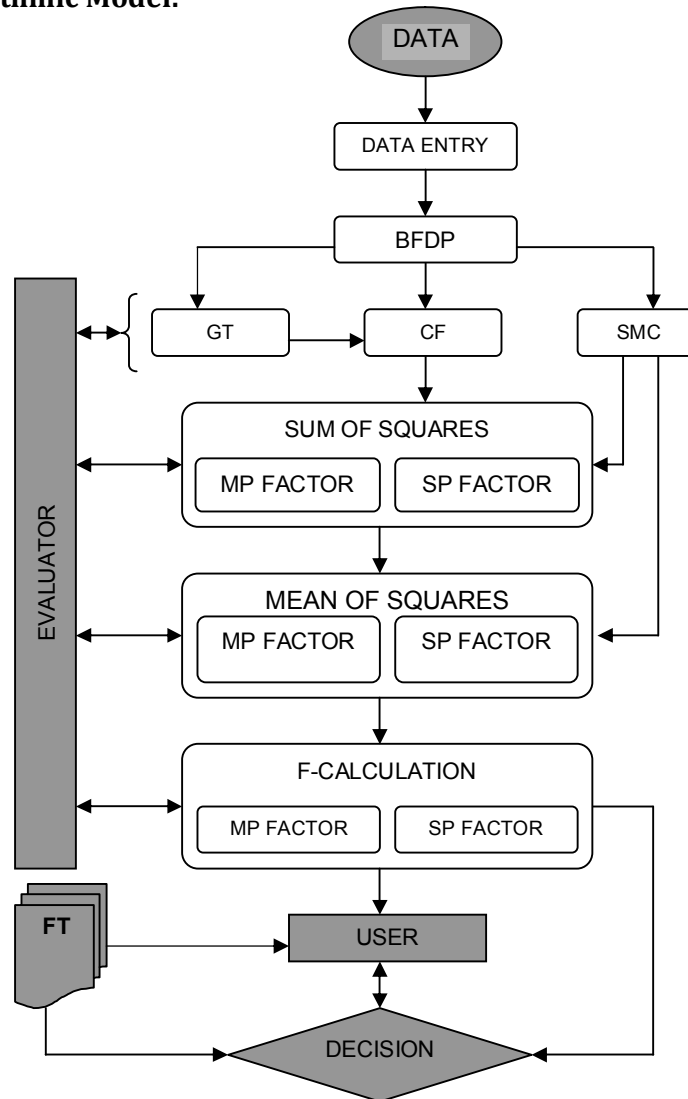 thmic Model:
DATA
DATA ENTRY
BFDP
GT
CF
SMC
SUM OF SQUARES
MP FACTOR
SP FACTOR
MEAN OF SQUARES
MP FACTOR
SP FACTOR
F-CALCULATION
MP FACTOR
SP FACTOR
EVALUATOR
FT
USER
DECISION